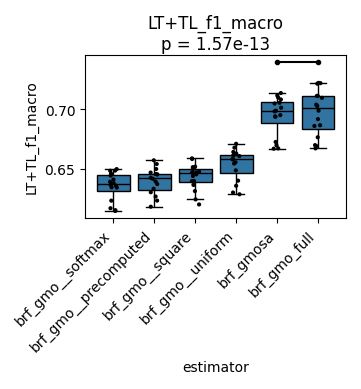 LT+TL_f1_macro
p = 1.57e-13
LT+TL_f1_macro
0.70
0.65
brf_gmo__softmax
brf_gmo__precomputed
brf_gmo__square
brf_gmo__uniform
brf_gmosa
brf_gmo_full
estimator